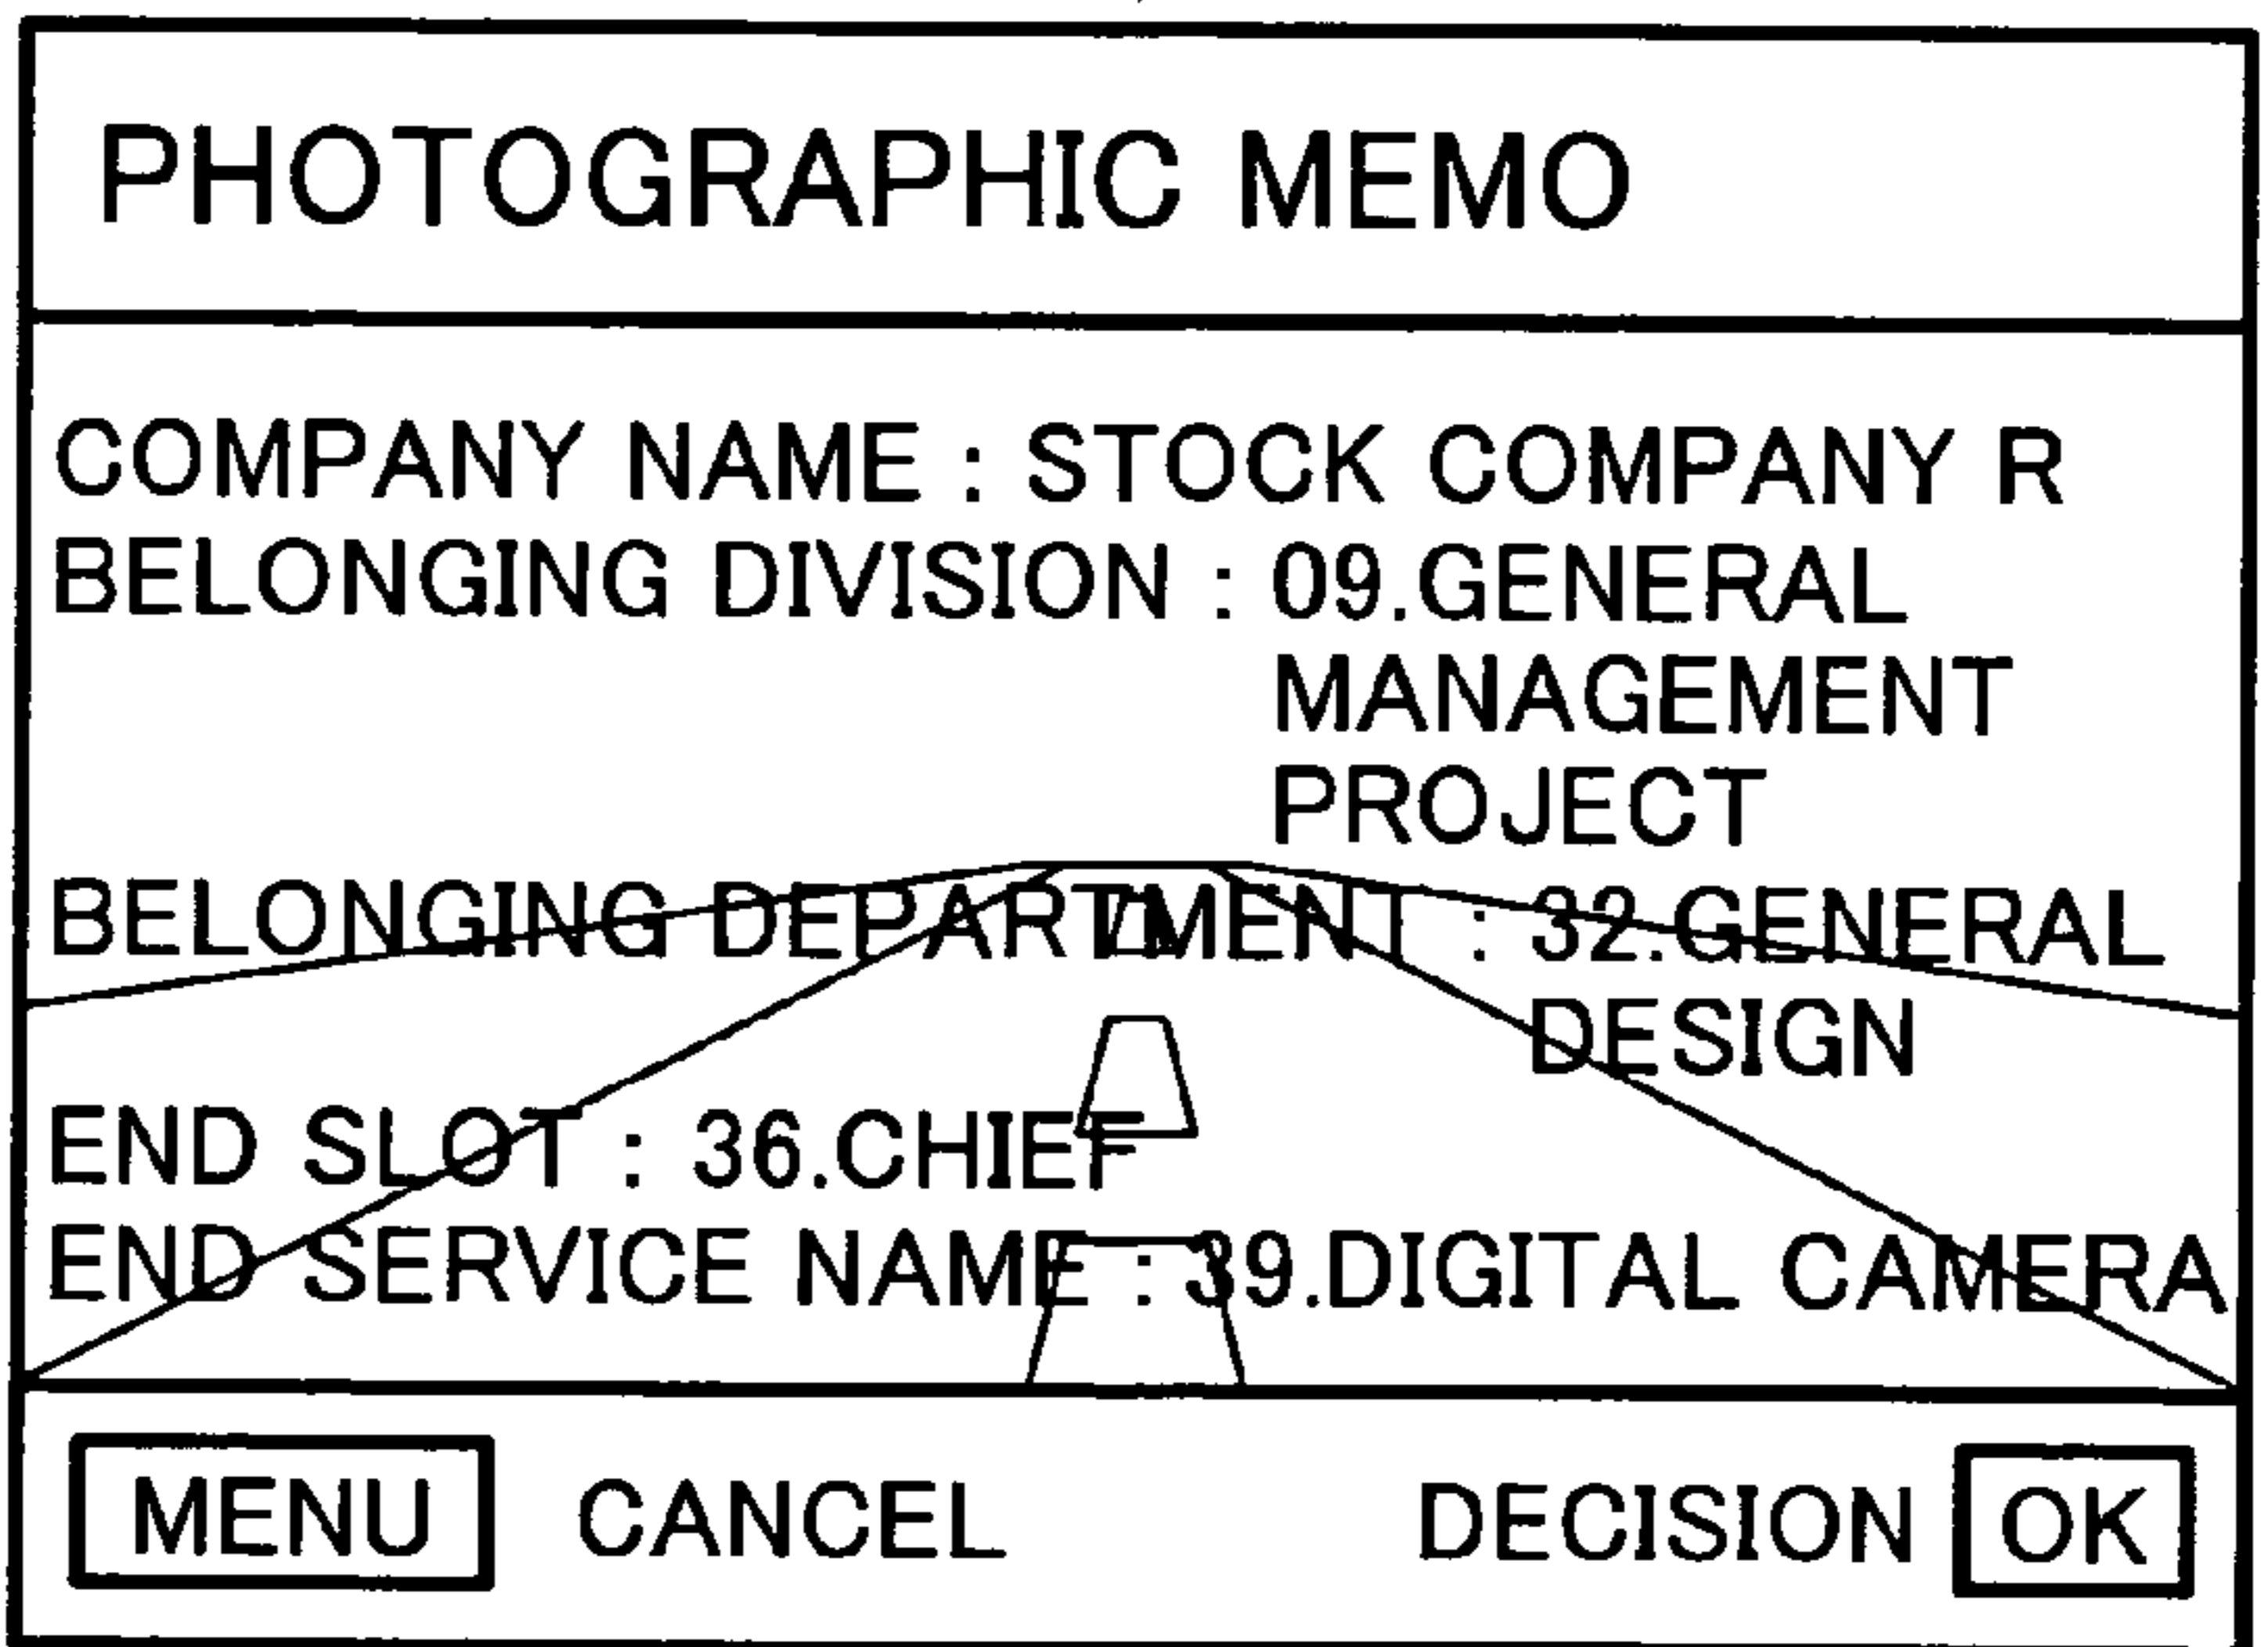 PHOTOGRAPHIC MEMO
COMPANY NAME : STOCK COMPANY R
BELONGING DIVISION : 09.GENERAL
MANAGEMENT
PROJECT
BELONGING DEPARTMENT : 32.GENERAL
DESIGN
END SLOT : 36.CHIEF
END SERVICE NAME : 39.DIGITAL CAMERA
MENU CANCEL DECISION OK